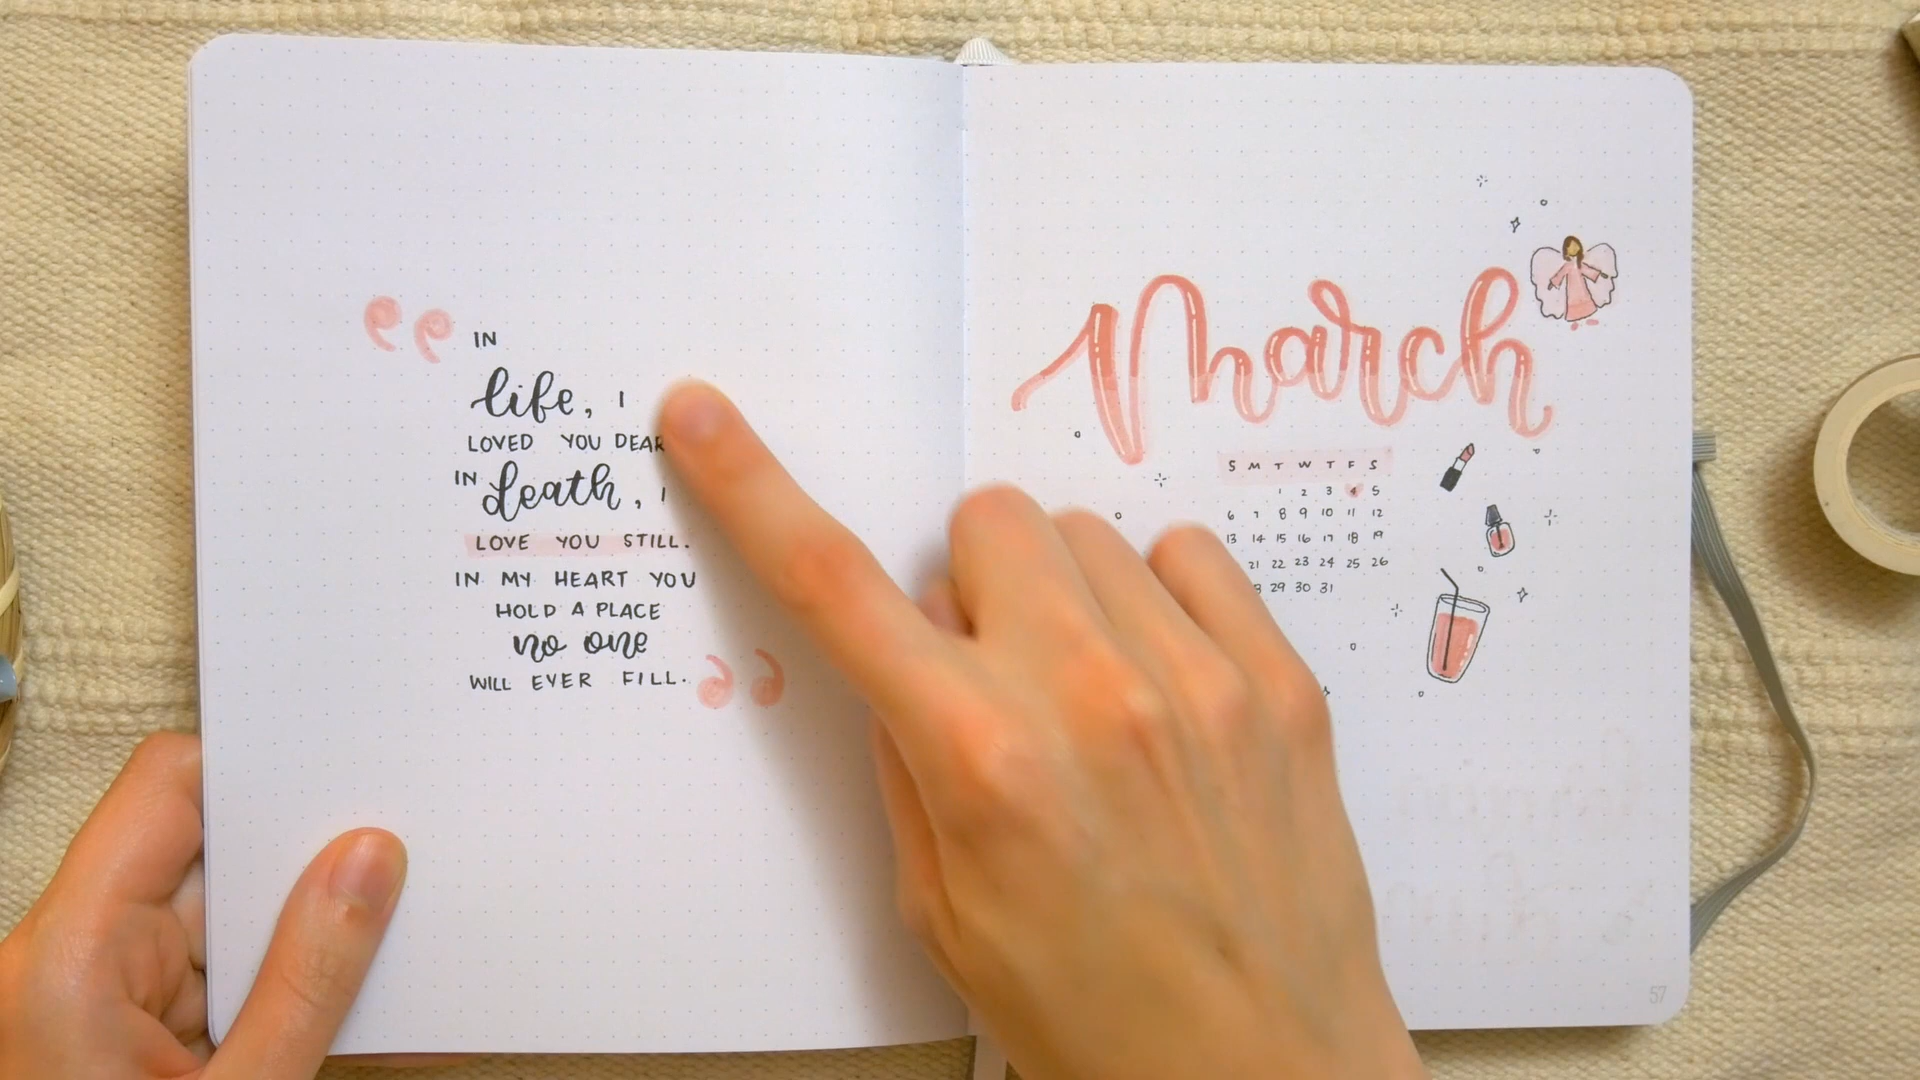 IN
life, I
LOVED YOU DEAR
IN death, I
LOVE YOU STILL.
IN MY HEART YOU
HOLD A PLACE
no one
WILL EVER FILL.
March
S M T W T F S
1 2 3 4 5
6 7 8 9 10 11 12
13 14 15 16 17 18 19
21 22 23 24 25 26
29 30 31
57